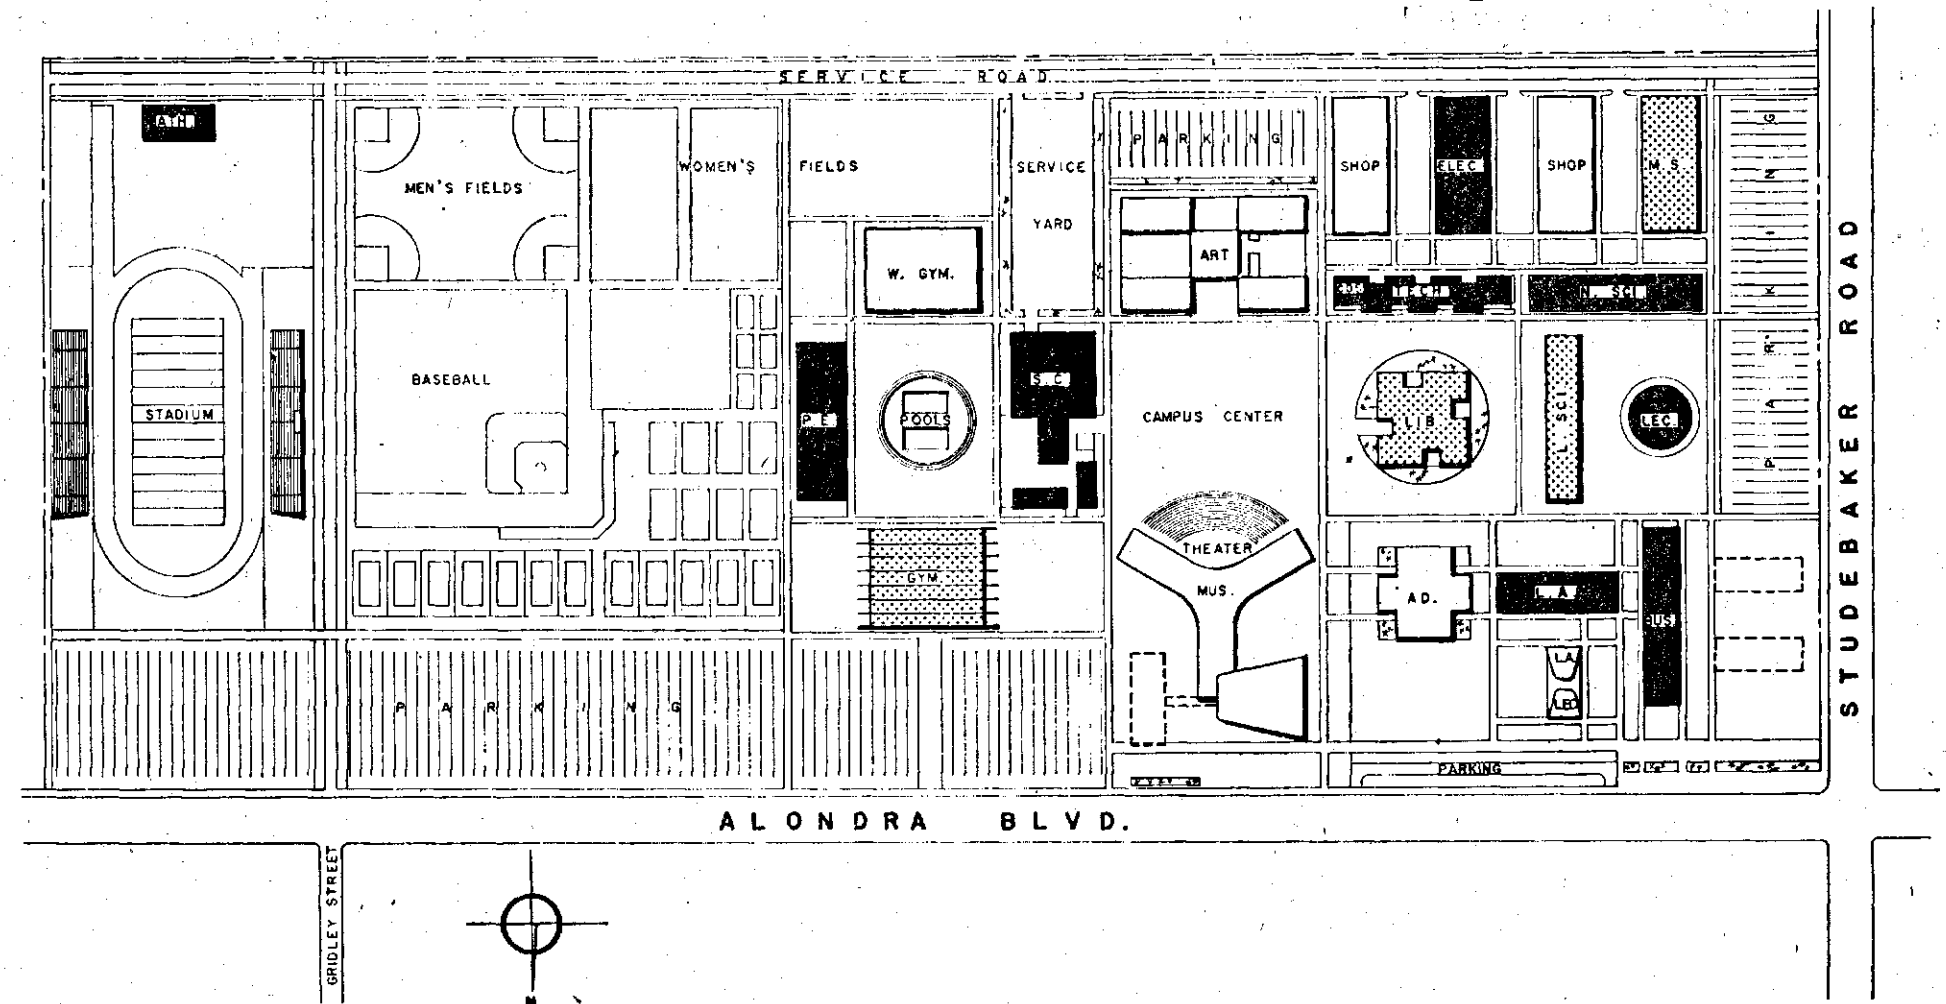 SERVICE ROAD
ATH.
MEN'S FIELDS
WOMEN'S FIELDS
SERVICE YARD
PARKING
SHOP
ELEC
SHOP
M.S.
PARKING
W. GYM.
ART
TECH
N. SCI.
STADIUM
BASEBALL
P.E.
POOLS
S.C.
CAMPUS CENTER
LIB.
L. SCI.
LEC.
STUDEBAKER ROAD
GYM.
THEATER
MUS.
AD.
L.A.
BUS.
LA
LEC
PARKING
PARKING
ALONDRA BLVD.
GRIDLEY STREET
N